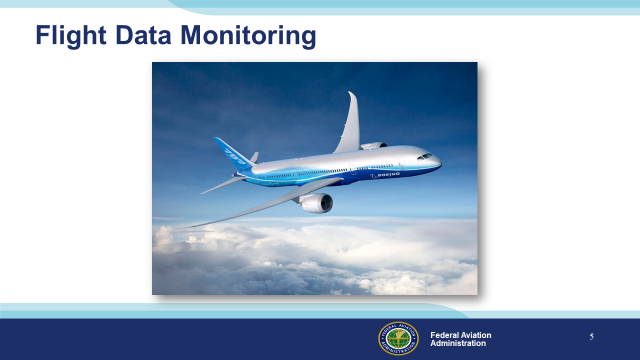 Flight Data Monitoring
BOEING
Federal Aviation
Administration
5